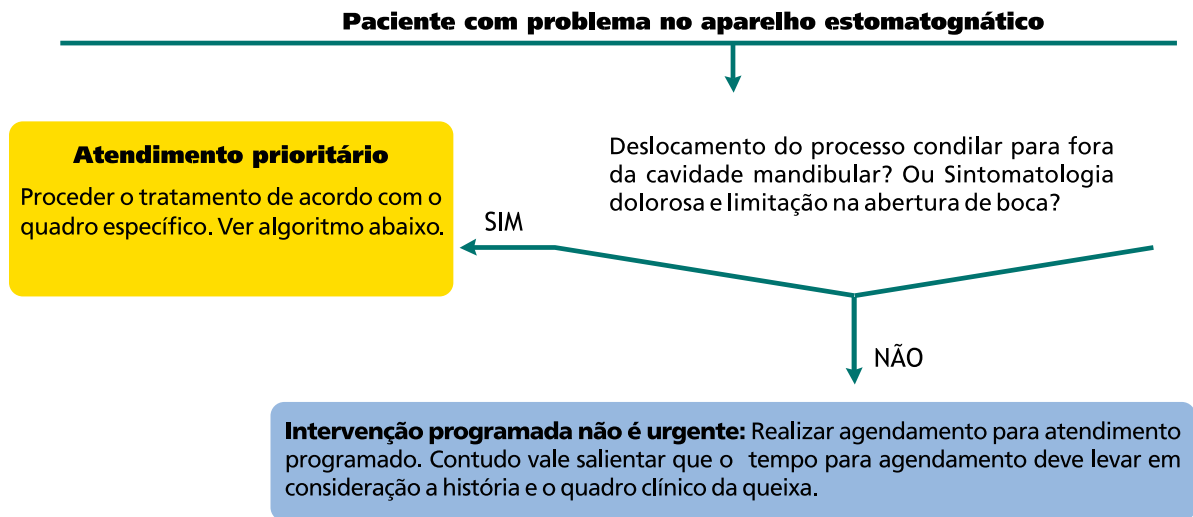 Paciente com problema no aparelho estomatognático
Atendimento prioritário
Proceder o tratamento de acordo com o
quadro específico. Ver algoritmo abaixo.
Deslocamento do processo condilar para fora
da cavidade mandibular? Ou Sintomatologia
dolorosa e limitação na abertura de boca?
SIM
NÃO
Intervenção programada não é urgente: Realizar agendamento para atendimento
programado. Contudo vale salientar que o tempo para agendamento deve levar em
consideração a história e o quadro clínico da queixa.